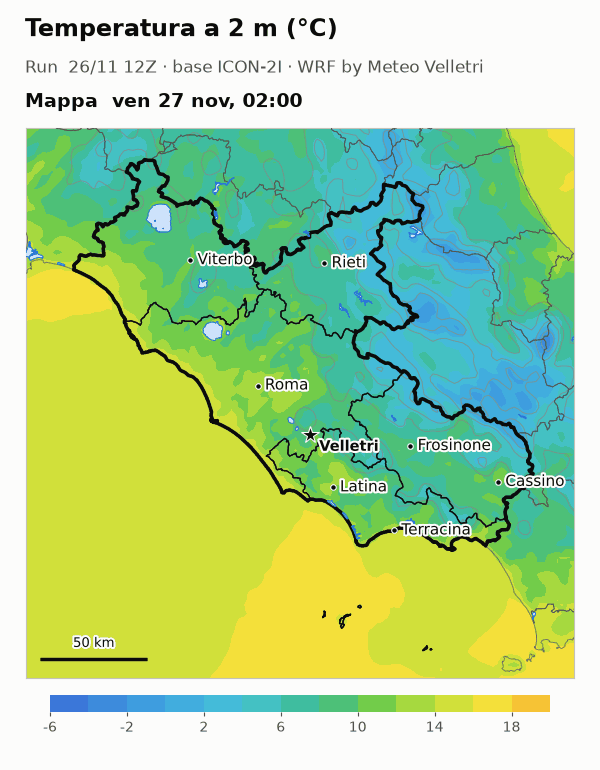 Temperatura a 2 m (°C)
Run  26/11 12Z · base ICON-2I · WRF by Meteo Velletri
Mappa  ven 27 nov, 02:00
Viterbo
Rieti
Roma
Velletri
Frosinone
Latina
Cassino
Terracina
50 km
-6 -2 2 6 10 14 18